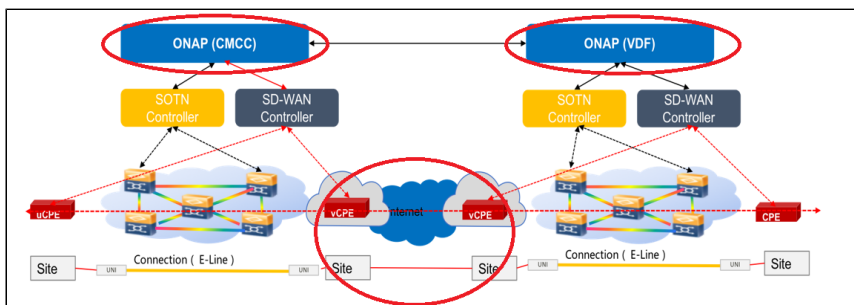 ONAP (CMCC)
ONAP (VDF)
SOTN
Controller
SD-WAN
Controller
SOTN
Controller
SD-WAN
Controller
uCPE
vCPE
nternet
vCPE
CPE
Site
UNI
Connection ( E-Line )
UNI
Site
Site
UNI
Connection ( E-Line )
UNI
Site